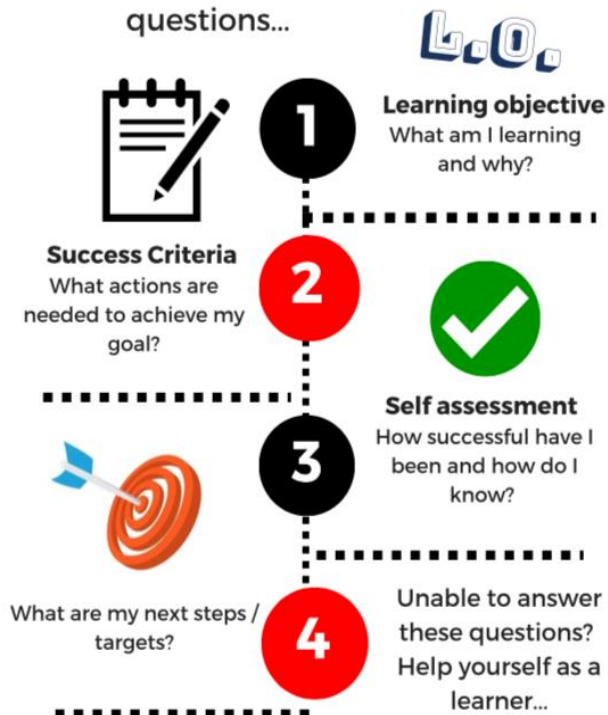 questions...
L.O.
1
Learning objective
What am I learning
and why?
Success Criteria
What actions are
needed to achieve my
goal?
2
Self assessment
How successful have I
been and how do I
know?
3
What are my next steps /
targets?
4
Unable to answer
these questions?
Help yourself as a
learner...